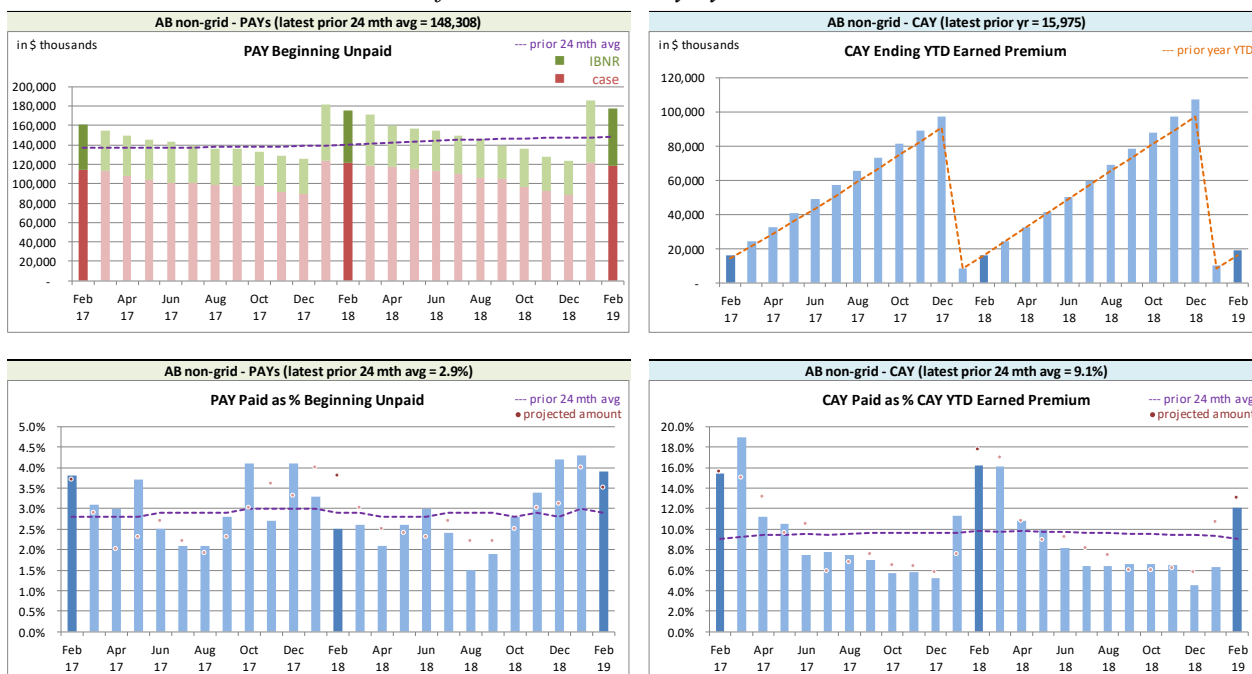 AB non-grid - PAYs (latest prior 24 mth avg = 148,308)
in $ thousands
PAY Beginning Unpaid
--- prior 24 mth avg
IBNR
case
200,000
180,000
160,000
140,000
120,000
100,000
80,000
60,000
40,000
20,000
-
Feb Apr Jun Aug Oct Dec Feb Apr Jun Aug Oct Dec Feb
17 17 17 17 17 17 18 18 18 18 18 18 19
AB non-grid - CAY (latest prior yr = 15,975)
in $ thousands
CAY Ending YTD Earned Premium
--- prior year YTD
120,000
100,000
80,000
60,000
40,000
20,000
-
Feb Apr Jun Aug Oct Dec Feb Apr Jun Aug Oct Dec Feb
17 17 17 17 17 17 18 18 18 18 18 18 19
AB non-grid - PAYs (latest prior 24 mth avg = 2.9%)
PAY Paid as % Beginning Unpaid
--- prior 24 mth avg
• projected amount
5.0%
4.5%
4.0%
3.5%
3.0%
2.5%
2.0%
1.5%
1.0%
0.5%
0.0%
Feb Apr Jun Aug Oct Dec Feb Apr Jun Aug Oct Dec Feb
17 17 17 17 17 17 18 18 18 18 18 18 19
AB non-grid - CAY (latest prior 24 mth avg = 9.1%)
CAY Paid as % CAY YTD Earned Premium
--- prior 24 mth avg
• projected amount
20.0%
18.0%
16.0%
14.0%
12.0%
10.0%
8.0%
6.0%
4.0%
2.0%
0.0%
Feb Apr Jun Aug Oct Dec Feb Apr Jun Aug Oct Dec Feb
17 17 17 17 17 17 18 18 18 18 18 18 19